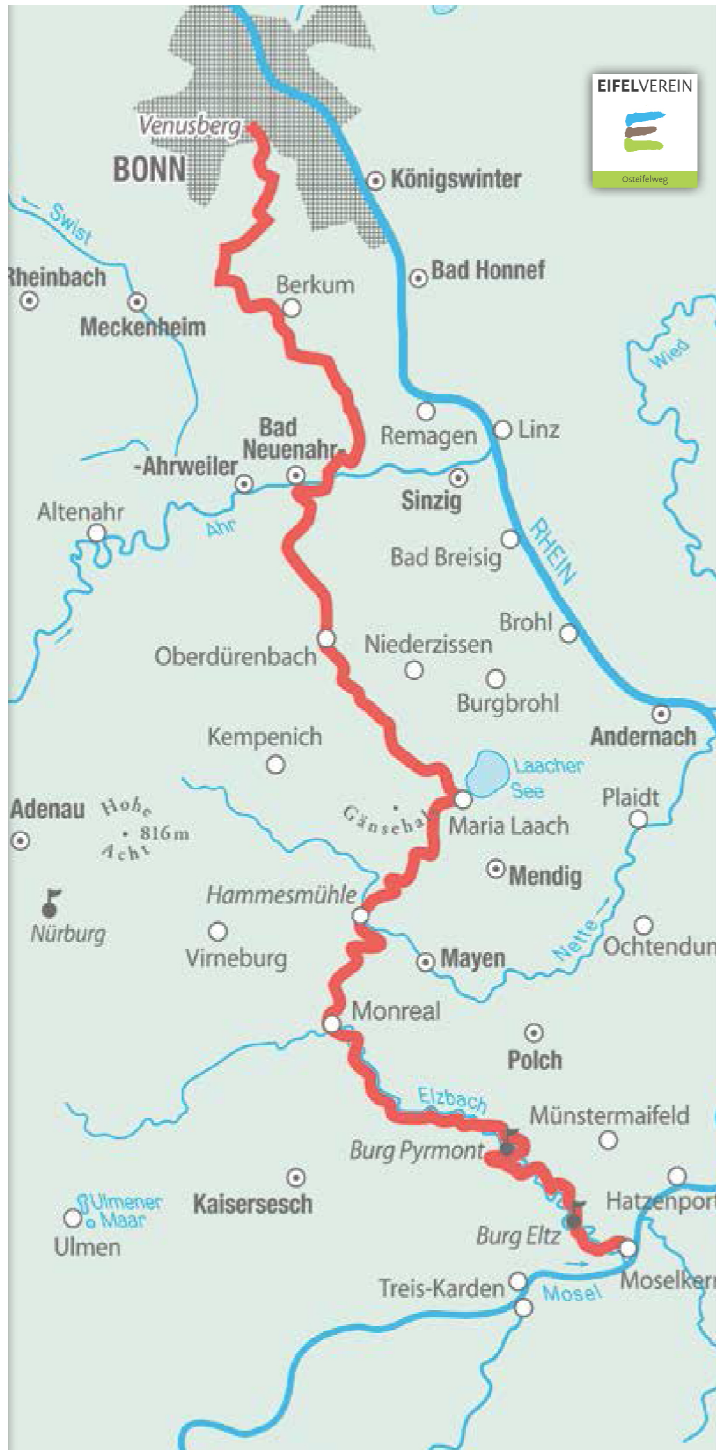 EIFELVEREIN
Osteifelweg
Venusberg
BONN
Königswinter
Swist
Rheinbach
Bad Honnef
Berkum
Meckenheim
Wied
Remagen
Linz
Bad
Neuenahr-
-Ahrweiler
Sinzig
Altenahr
Ahr
RHEIN
Bad Breisig
Brohl
Oberdürenbach
Niederzissen
Burgbrohl
Andernach
Kempenich
Laacher
See
Plaidt
Adenau
Hohe
816m
Acht
Gänsehal
Maria Laach
Mendig
Hammesmühle
Nürburg
Virneburg
Mayen
Nette
Ochtendun
Monreal
Polch
Elzbach
Münstermaifeld
Burg Pyrmont
Kaisersesch
Hatzenport
Ulmener
Maar
Ulmen
Burg Eltz
Moselkern
Treis-Karden
Mosel